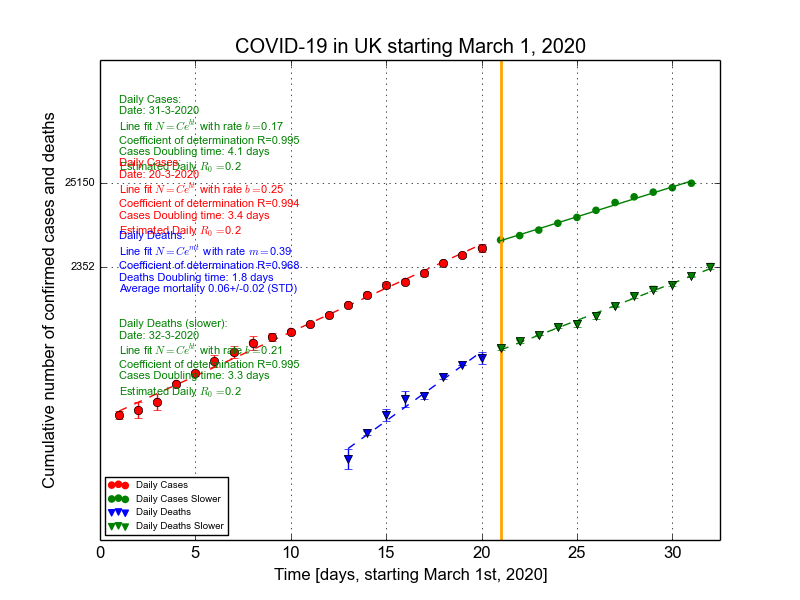 COVID-19 in UK starting March 1, 2020
Cumulative number of confirmed cases and deaths
Daily Cases:
Date: 31-3-2020
Line fit N = Ce^{bt}: with rate b = 0.17
Coefficient of determination R=0.995
Cases Doubling time: 4.1 days
Estimated Daily R_0 = 0.2
Daily Cases:
Date: 20-3-2020
Line fit N = Ce^{bt}: with rate b = 0.25
Coefficient of determination R=0.994
Cases Doubling time: 3.4 days
Estimated Daily R_0 = 0.2
Daily Deaths:
Line fit N = Ce^{mt}: with rate m = 0.39
Coefficient of determination R=0.968
Deaths Doubling time: 1.8 days
Average mortality 0.06+/-0.02 (STD)
Daily Deaths (slower):
Date: 32-3-2020
Line fit N = Ce^{bt}: with rate b = 0.21
Coefficient of determination R=0.995
Cases Doubling time: 3.3 days
Estimated Daily R_0 = 0.2
25150
2352
Daily Cases
Daily Cases Slower
Daily Deaths
Daily Deaths Slower
0 5 10 15 20 25 30
Time [days, starting March 1st, 2020]